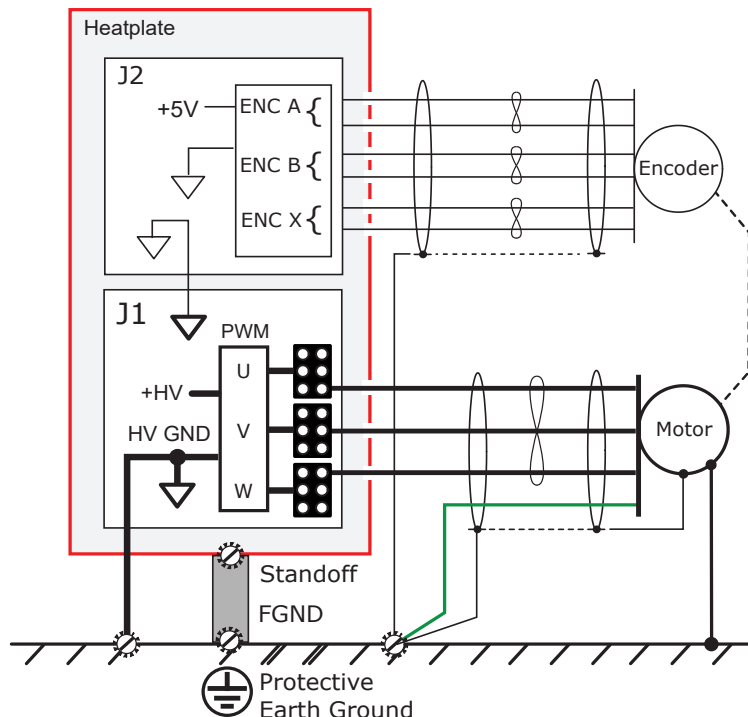 Heatplate
J2
+5V
ENC A {
ENC B {
ENC X {
Encoder
J1
PWM
U
+HV
V
HV GND
W
Motor
Standoff
FGND
Protective
Earth Ground